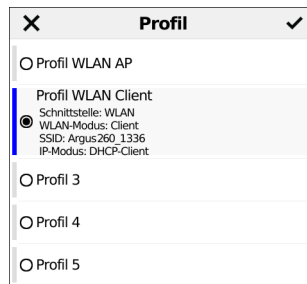 Profil
Profil WLAN AP
Profil WLAN Client
Schnittstelle: WLAN
WLAN-Modus: Client
SSID: Argus260_1336
IP-Modus: DHCP-Client
Profil 3
Profil 4
Profil 5